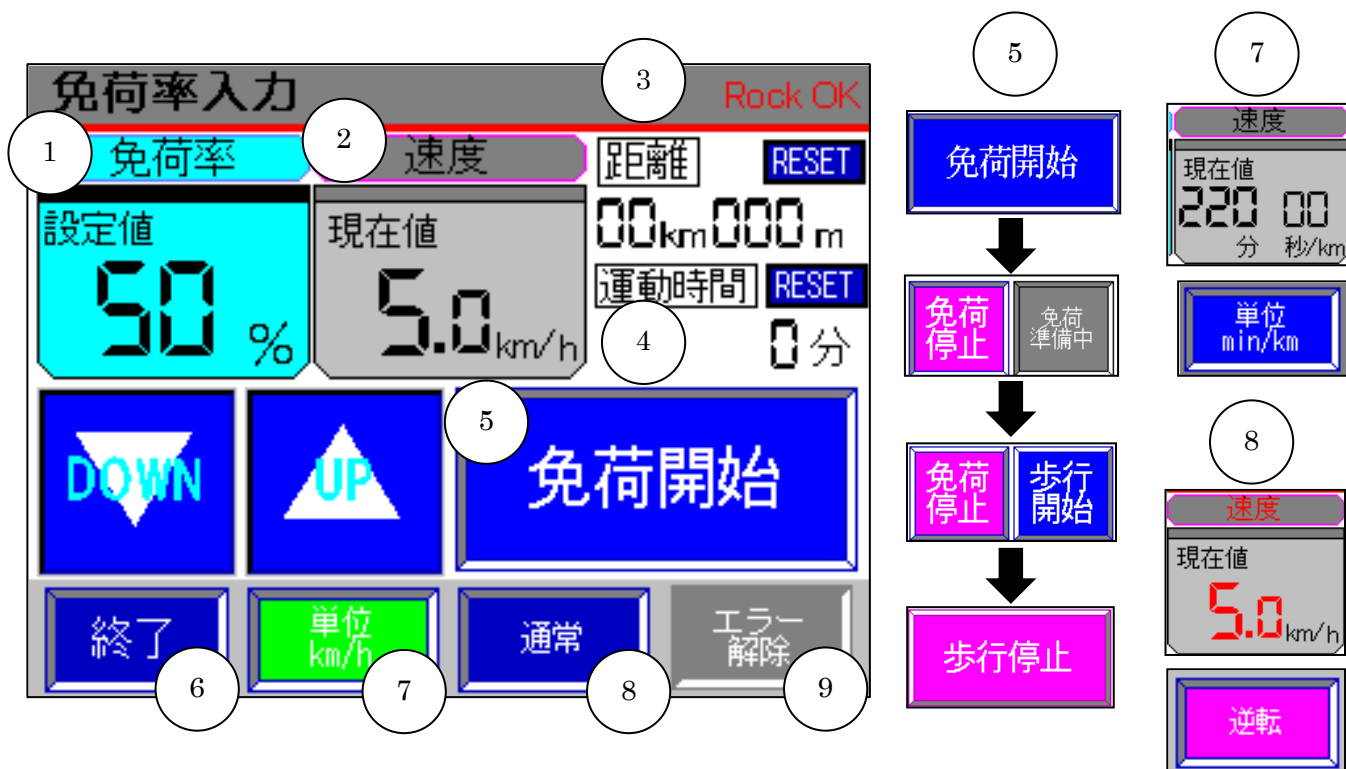 免荷率入力
3
Rock OK
1
免荷率
2
速度
距離
RESET
設定値
50
%
現在値
5.0
km/h
00km000 m
運動時間
RESET
4
0分
DOWN
UP
5
免荷開始
終了
6
単位
km/h
7
通常
8
エラー
解除
9
5
免荷開始
免荷
停止
免荷
準備中
免荷
停止
歩行
開始
歩行停止
7
速度
現在値
220 00
分 秒/km
単位
min/km
8
速度
現在値
5.0km/h
逆転